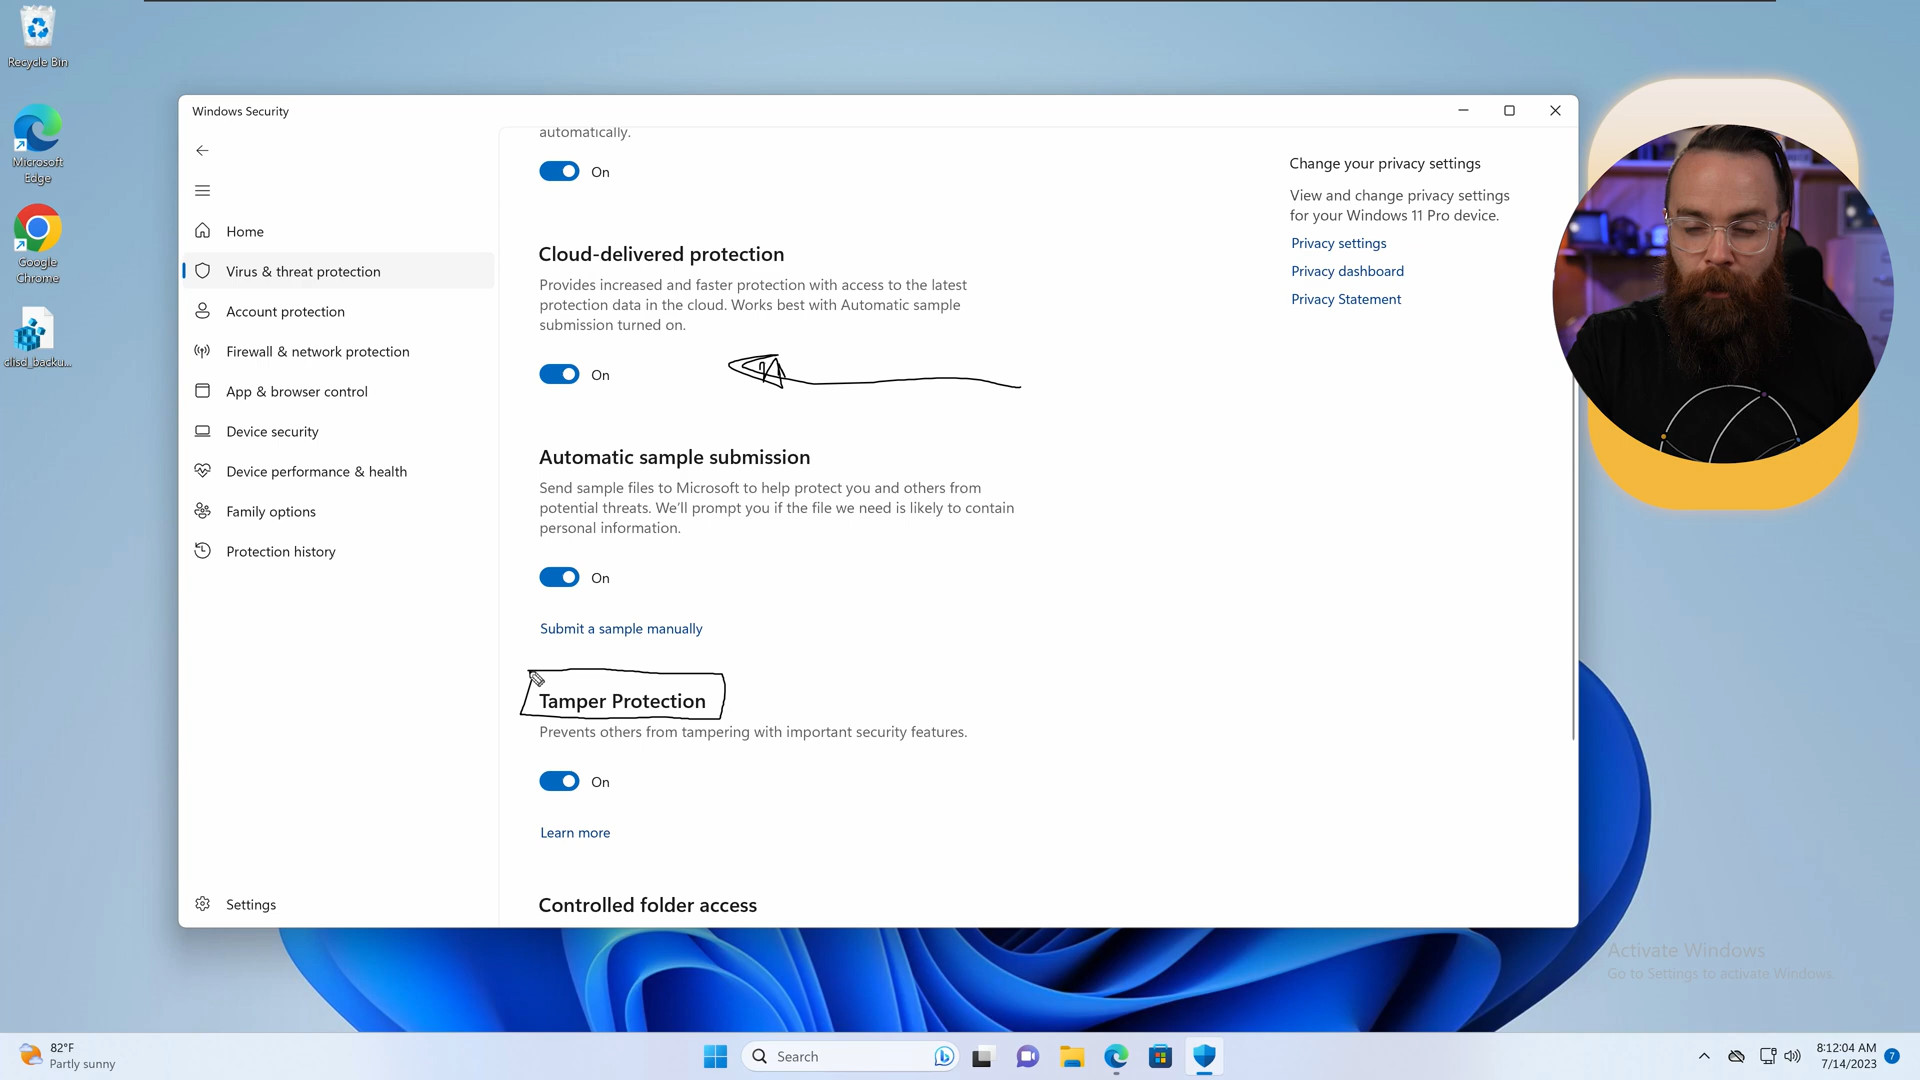 Recycle Bin
Microsoft
Edge
Google
Chrome
clisd_backu...
Windows Security
Home
Virus & threat protection
Account protection
Firewall & network protection
App & browser control
Device security
Device performance & health
Family options
Protection history
Settings
automatically.
On
Cloud-delivered protection
Provides increased and faster protection with access to the latest
protection data in the cloud. Works best with Automatic sample
submission turned on.
On
Automatic sample submission
Send sample files to Microsoft to help protect you and others from
potential threats. We'll prompt you if the file we need is likely to contain
personal information.
On
Submit a sample manually
Tamper Protection
Prevents others from tampering with important security features.
On
Learn more
Controlled folder access
Change your privacy settings
View and change privacy settings
for your Windows 11 Pro device.
Privacy settings
Privacy dashboard
Privacy Statement
Activate Windows
Go to Settings to activate Windows.
82°F
Partly sunny
Search
8:12:04 AM
7/14/2023
7